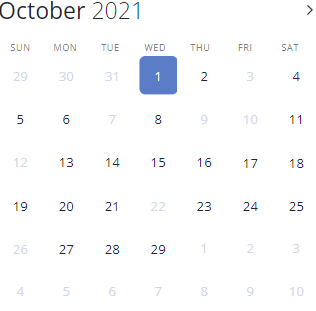 October 2021 >
SUN MON TUE WED THU FRI SAT
29 30 31 1 2 3 4
5 6 7 8 9 10 11
12 13 14 15 16 17 18
19 20 21 22 23 24 25
26 27 28 29 1 2 3
4 5 6 7 8 9 10